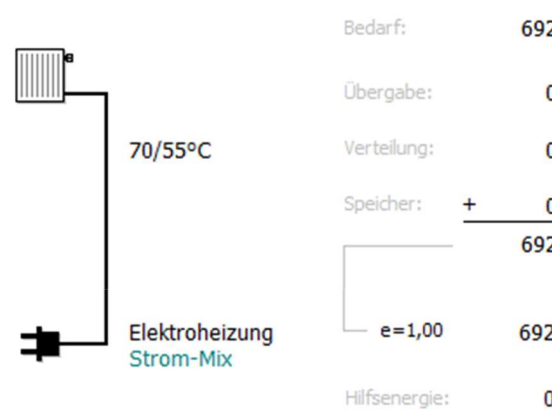 Bedarf: 692
Übergabe: 0
70/55°C
Verteilung: 0
Speicher: + 0
692
e=1,00 692
Elektroheizung
Strom-Mix
Hilfsenergie: 0